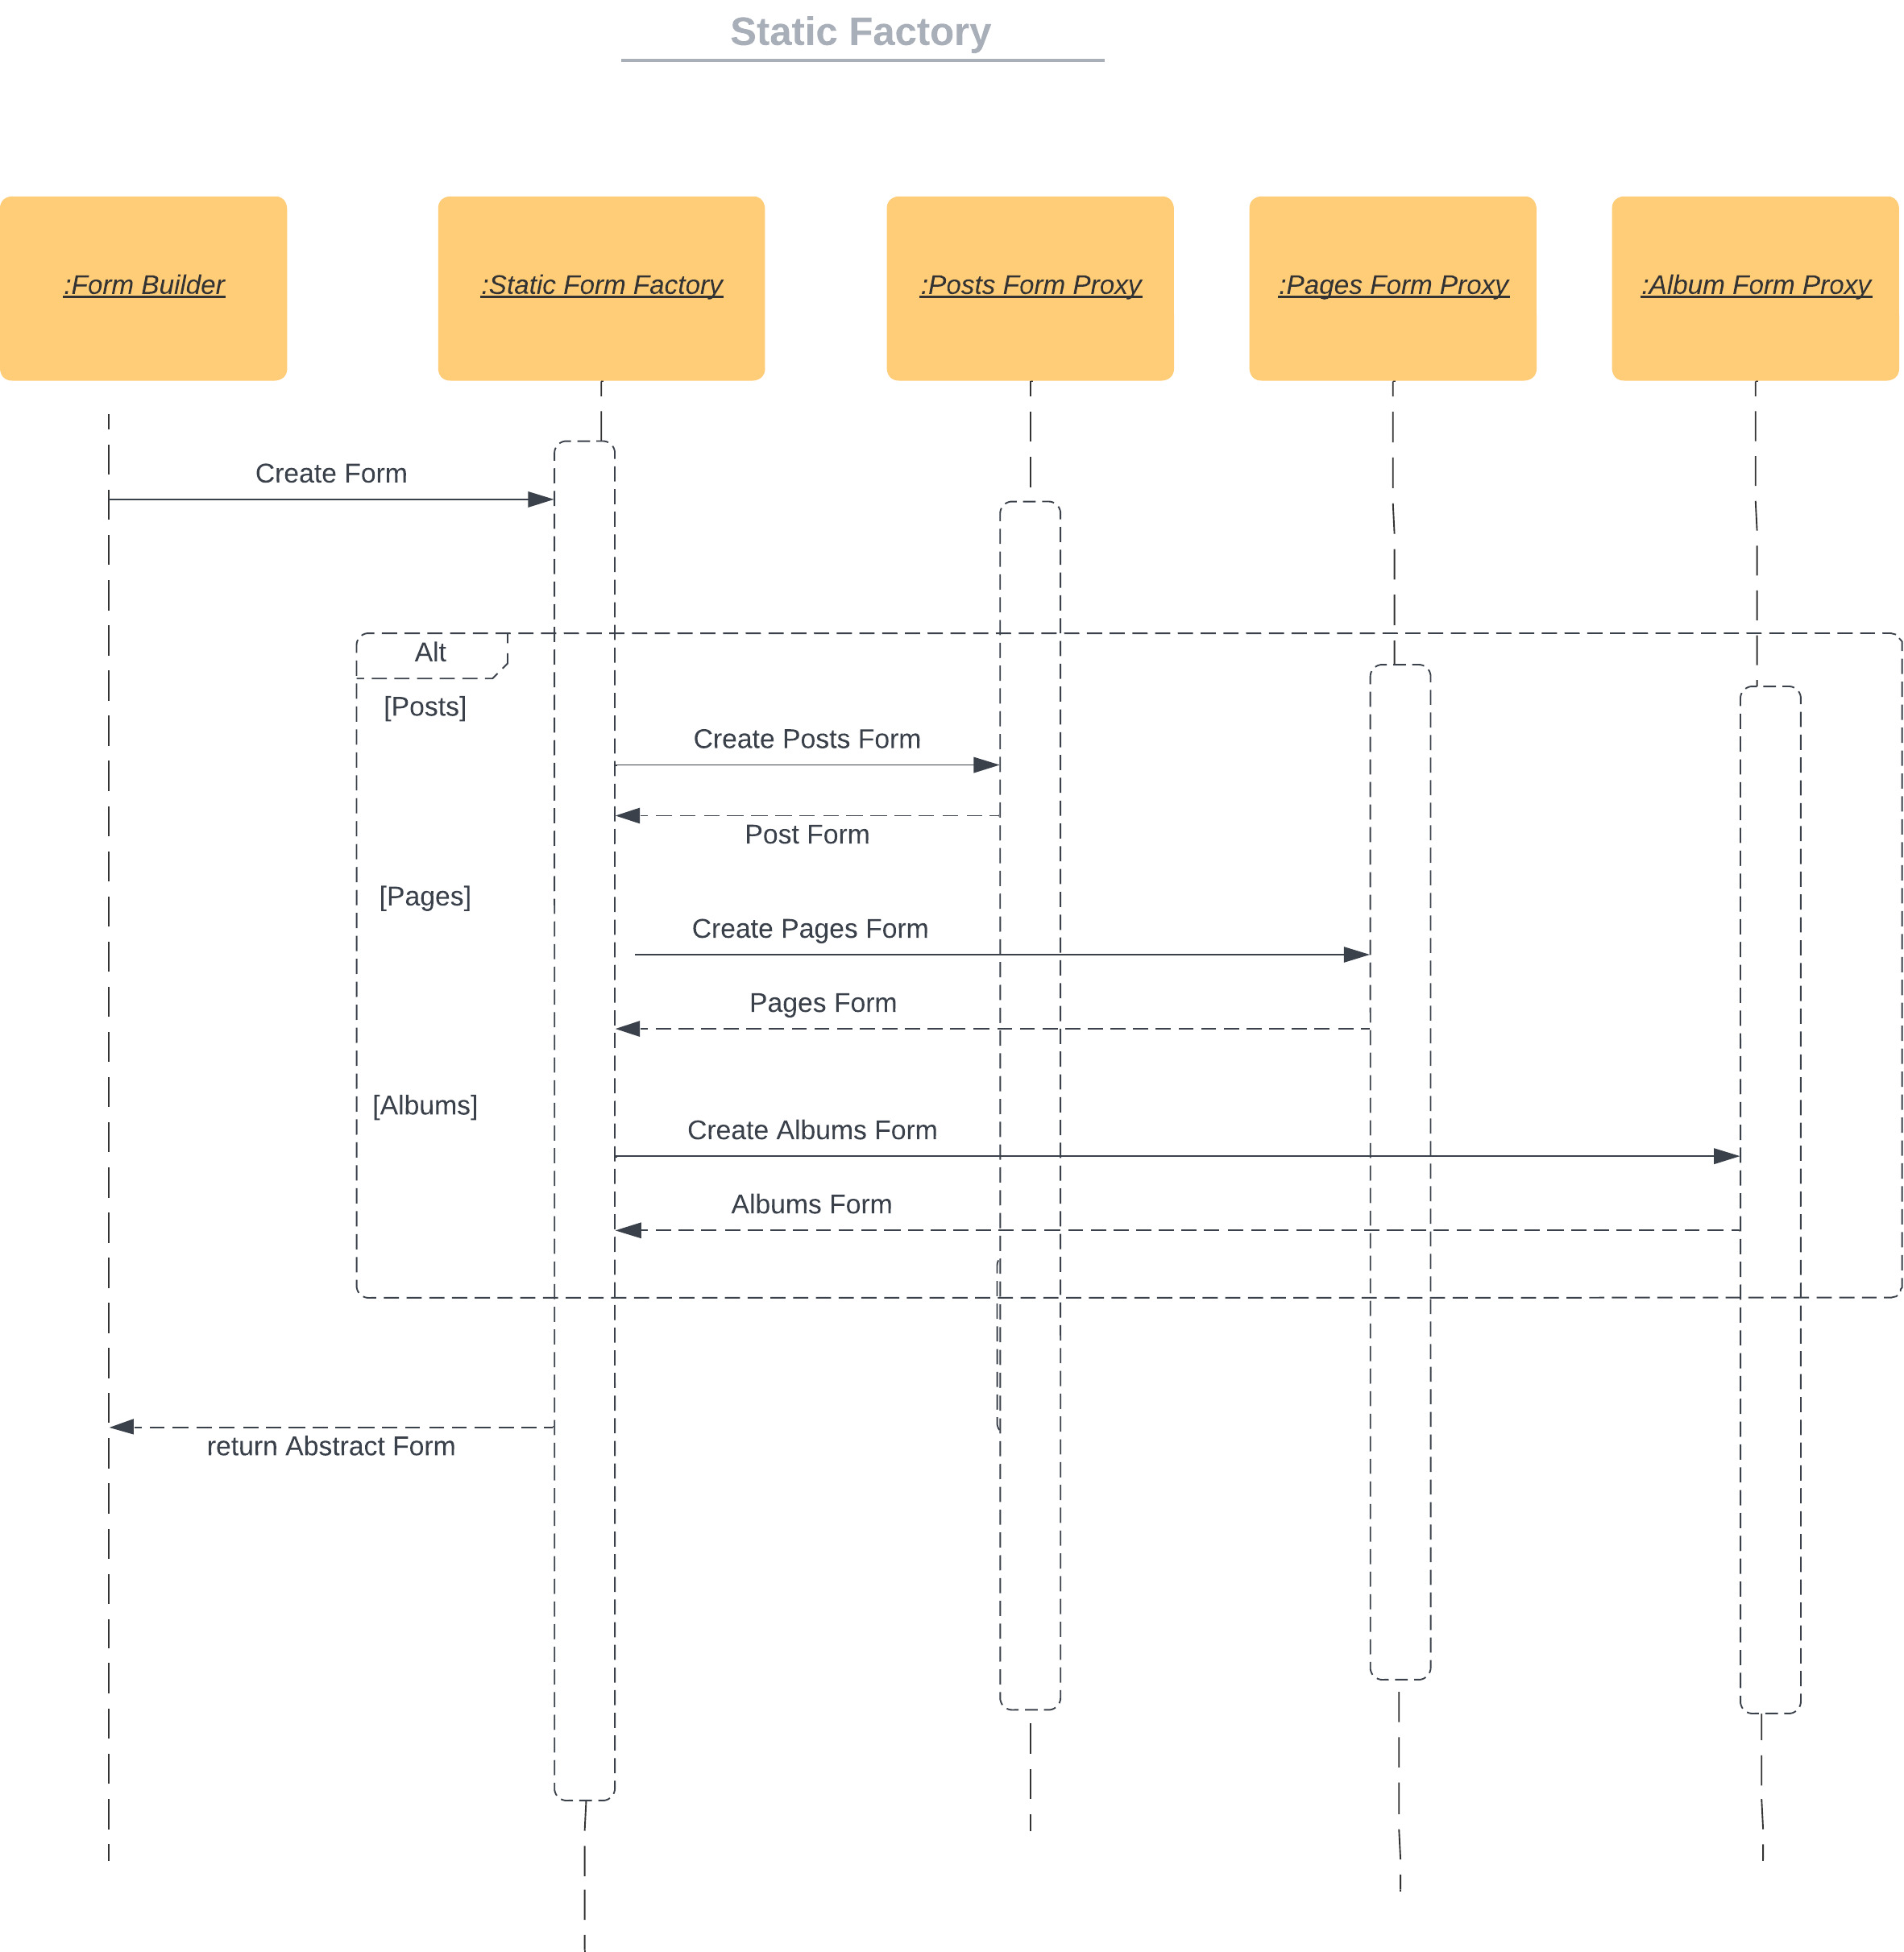 Static Factory
:Form Builder
:Static Form Factory
:Posts Form Proxy
:Pages Form Proxy
:Album Form Proxy
Create Form
Alt
[Posts]
Create Posts Form
Post Form
[Pages]
Create Pages Form
Pages Form
[Albums]
Create Albums Form
Albums Form
return Abstract Form